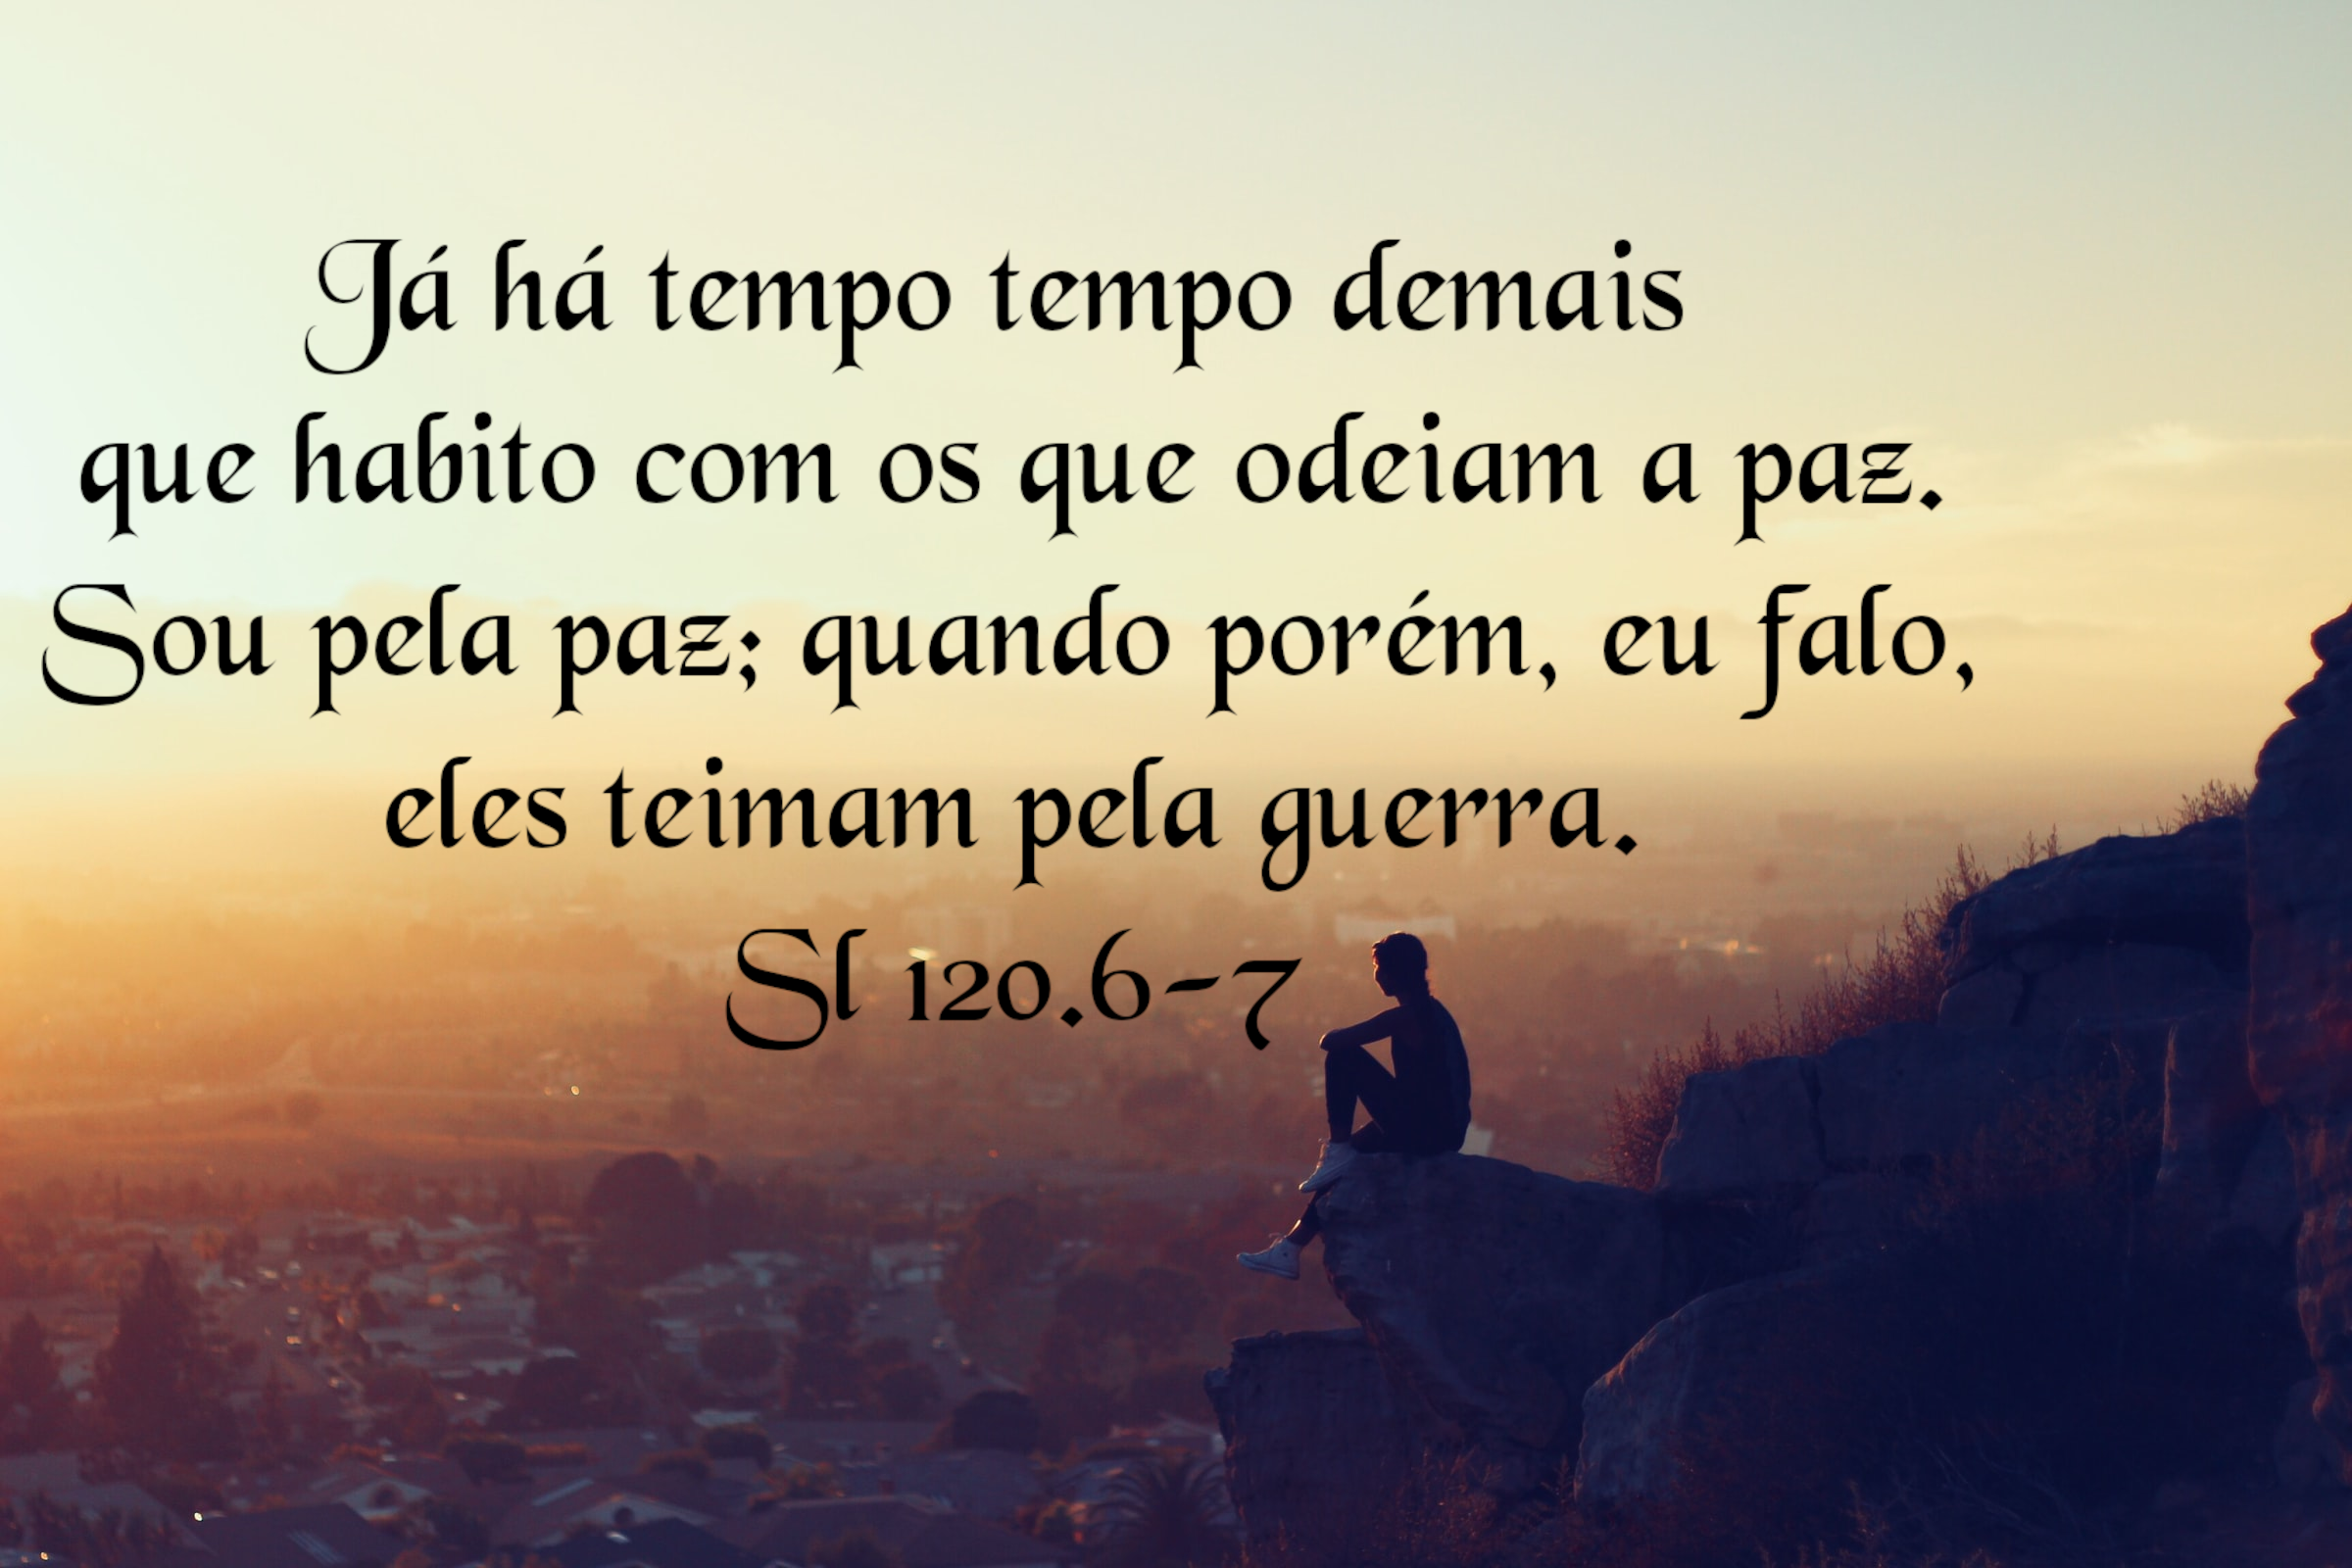 Já há tempo tempo demais
que habito com os que odeiam a paz.
Sou pela paz; quando porém, eu falo,
eles teimam pela guerra.
Sl 120.6-7